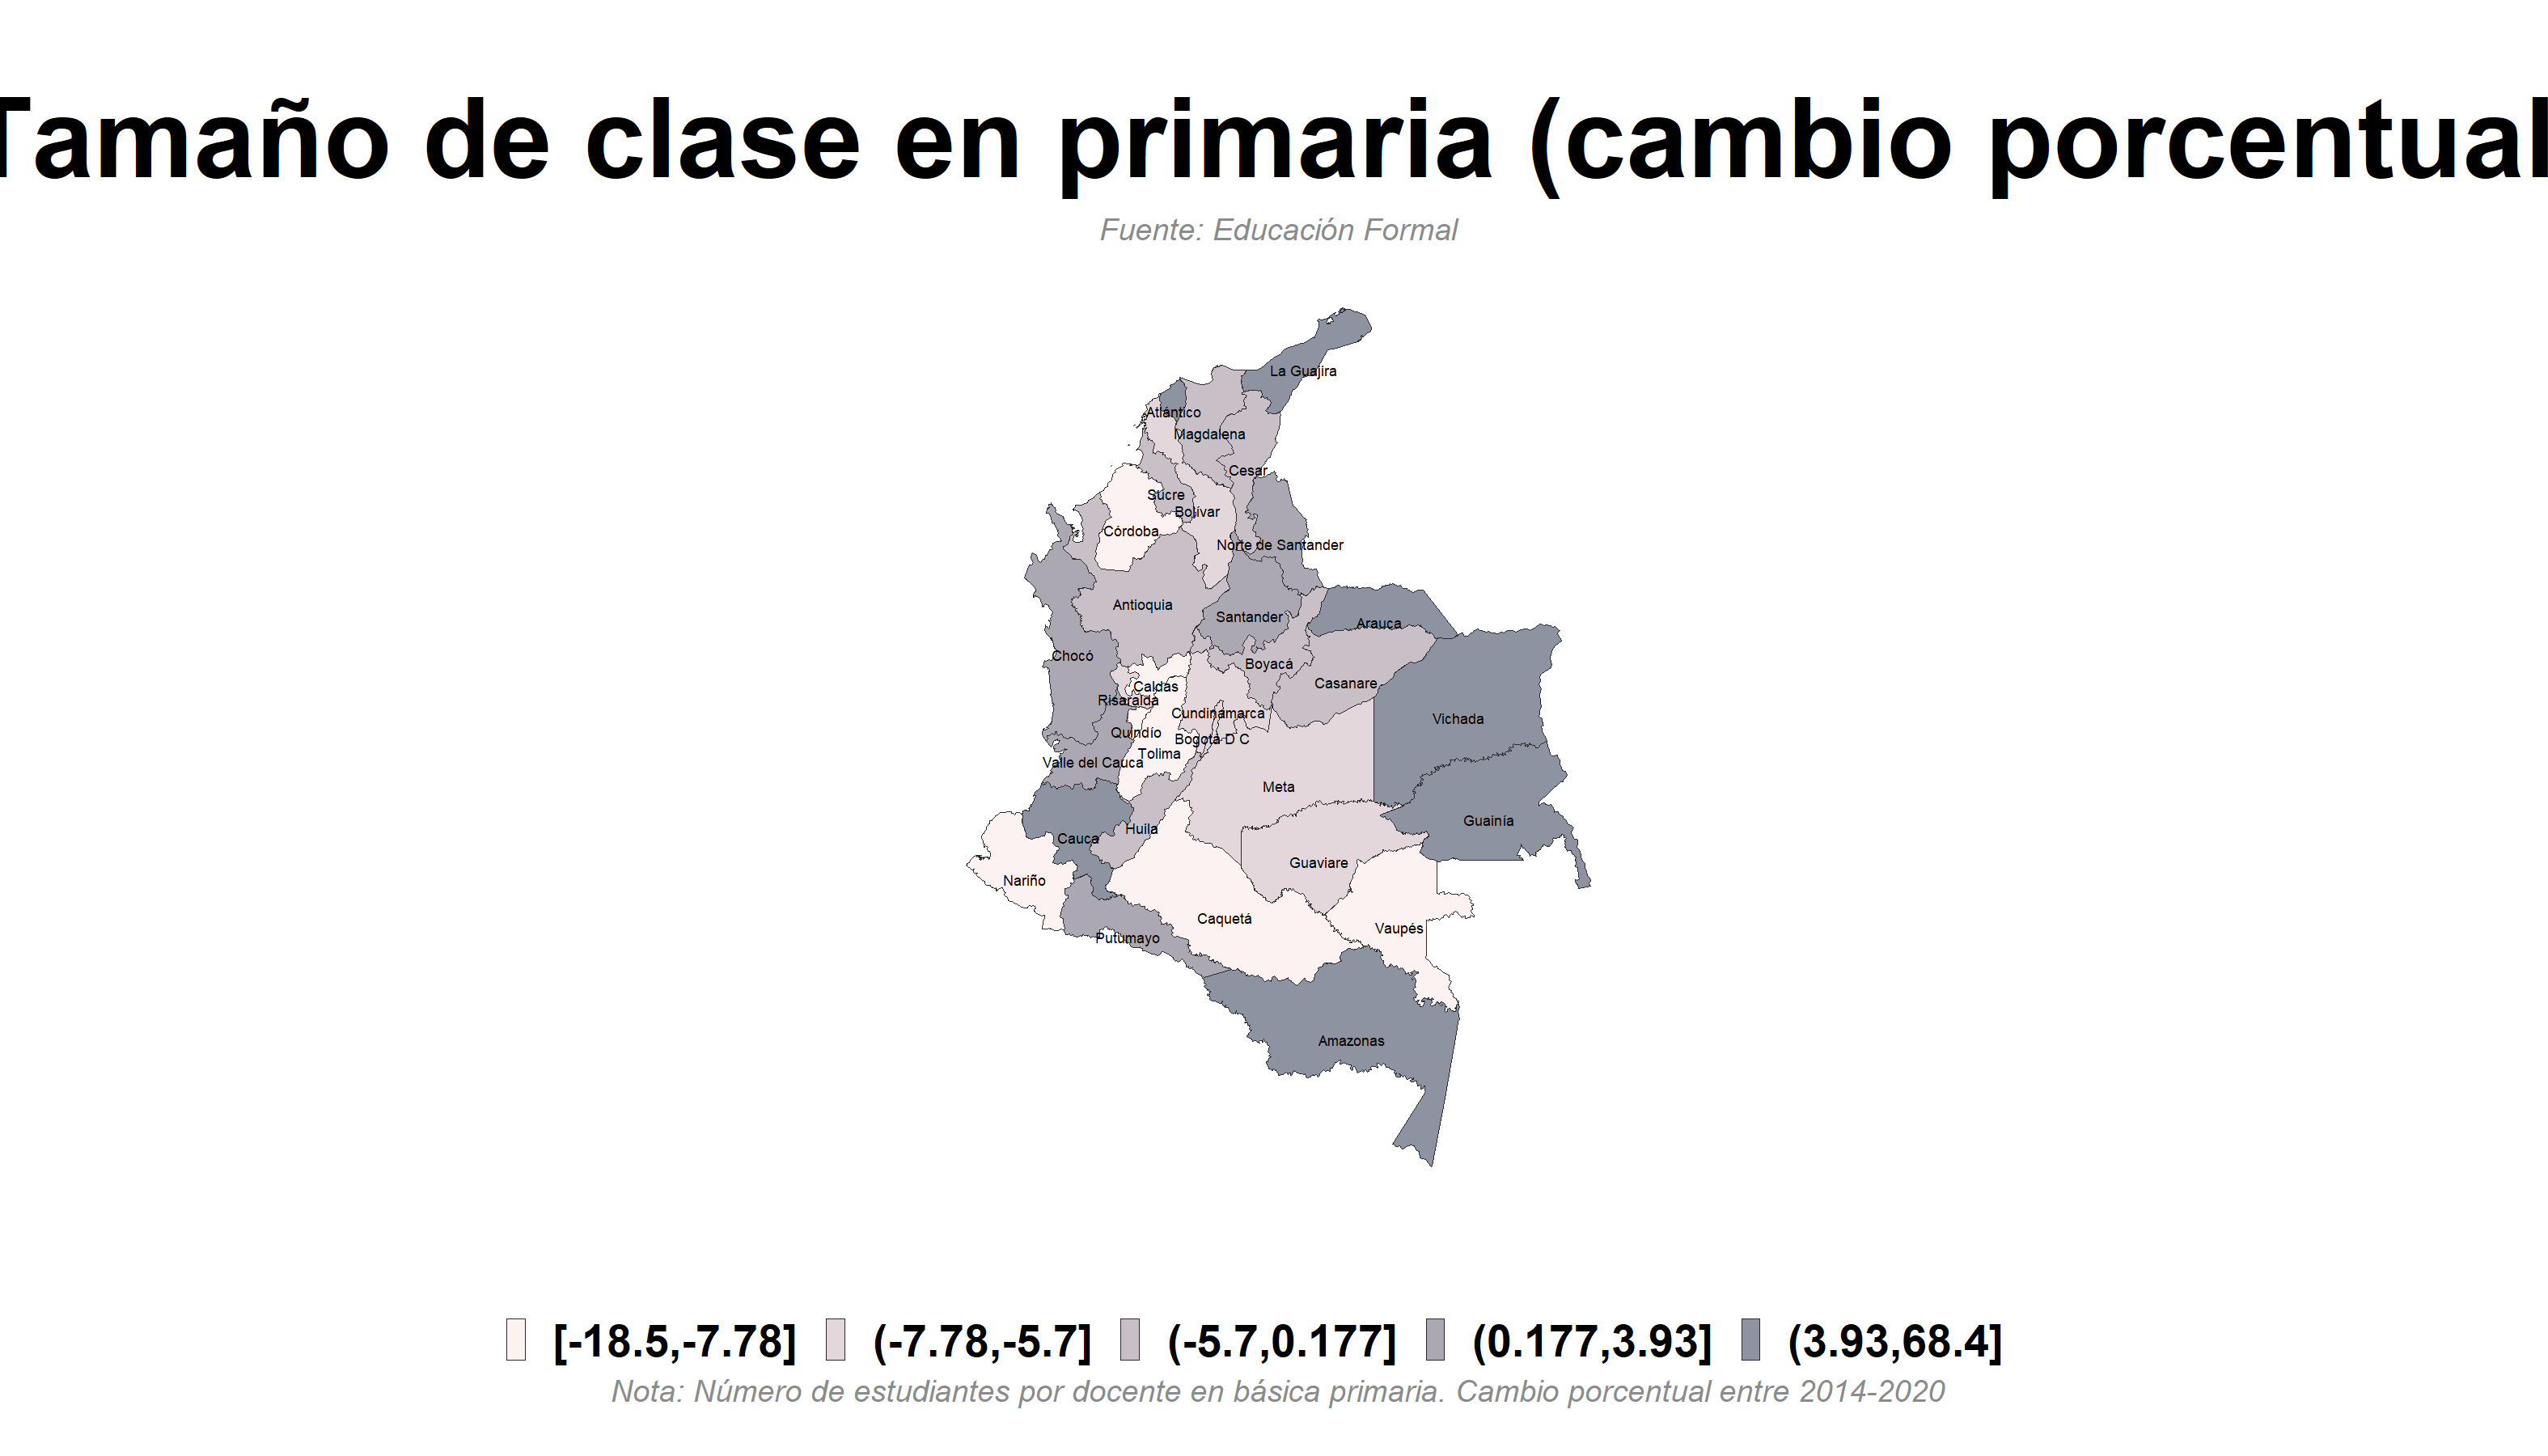 Tamaño de clase en primaria (cambio porcentual
Fuente: Educación Formal
La Guajira
Atlántico
Magdalena
Cesar
Sucre
Bolívar
Córdoba
Norte de Santander
Antioquia
Santander
Arauca
Chocó
Boyacá
Casanare
Caldas
Risaralda
Cundinamarca
Vichada
Quindío
Bogotá D C
Tolima
Valle del Cauca
Meta
Guainía
Huila
Cauca
Guaviare
Nariño
Caquetá
Vaupés
Putumayo
Amazonas
[-18.5,-7.78] (-7.78,-5.7] (-5.7,0.177] (0.177,3.93] (3.93,68.4]
Nota: Número de estudiantes por docente en básica primaria. Cambio porcentual entre 2014-2020